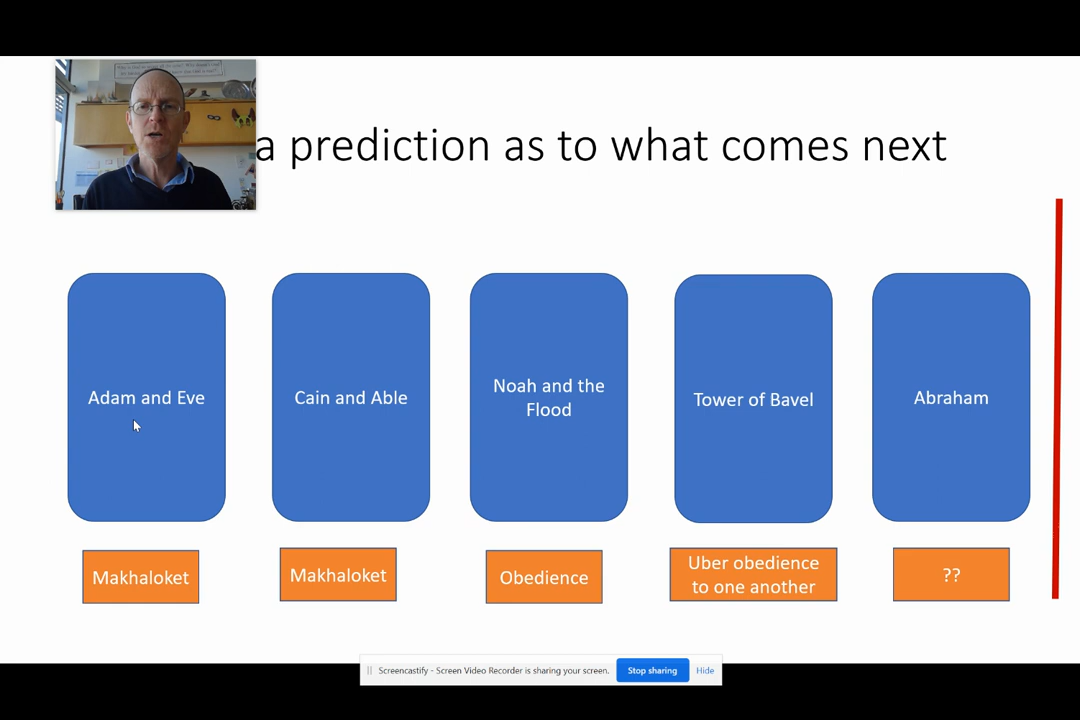 a prediction as to what comes next
Adam and Eve
Cain and Able
Noah and the
Flood
Tower of Bavel
Abraham
Makhaloket
Makhaloket
Obedience
Uber obedience
to one another
??
Screencastify - Screen Video Recorder is sharing your screen.
Stop sharing
Hide